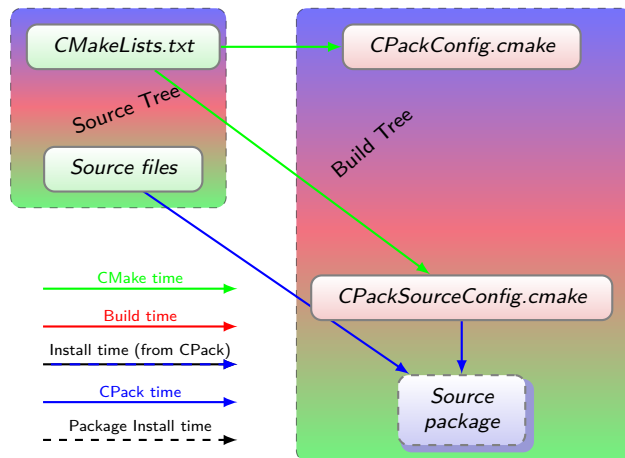 CMakeLists.txt
CPackConfig.cmake
Source Tree
Build Tree
Source files
CPackSourceConfig.cmake
CMake time
Build time
Install time (from CPack)
CPack time
Package Install time
Source
package